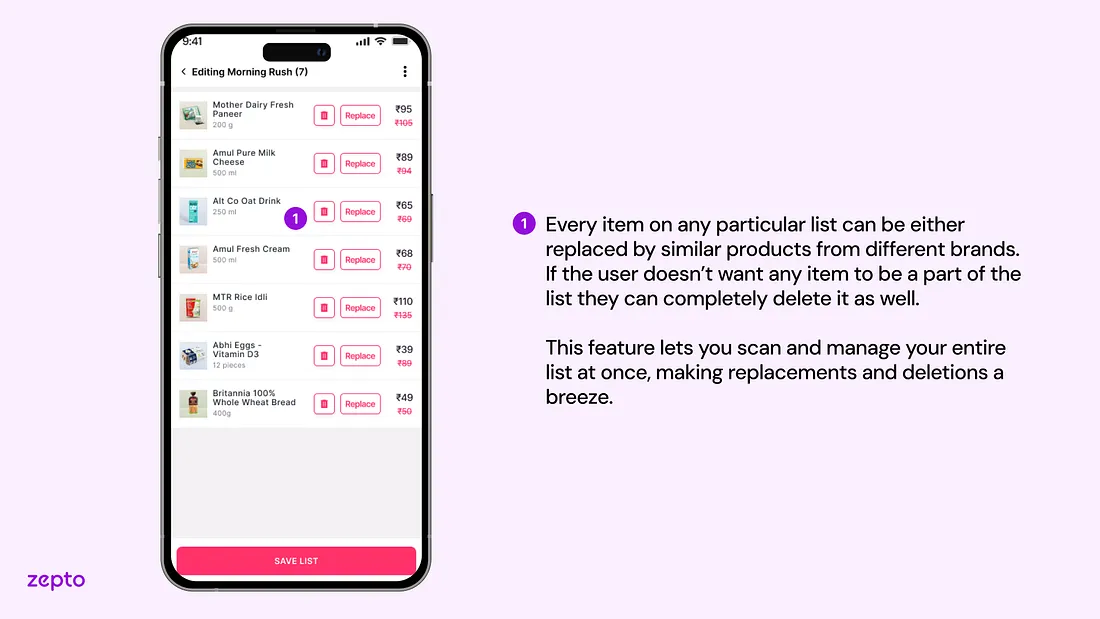 9:41
Editing Morning Rush (7)
Mother Dairy Fresh
Paneer
200 g
Replace
₹95
₹105
Amul Pure Milk
Cheese
500 ml
Replace
₹89
₹94
Alt Co Oat Drink
250 ml
1
Replace
₹65
₹69
Amul Fresh Cream
500 ml
Replace
₹68
₹70
MTR Rice Idli
500 g
Replace
₹110
₹135
Abhi Eggs -
Vitamin D3
12 pieces
Replace
₹39
₹89
Britannia 100%
Whole Wheat Bread
400g
Replace
₹49
₹50
SAVE LIST
1 Every item on any particular list can be either
replaced by similar products from different brands.
If the user doesn’t want any item to be a part of the
list they can completely delete it as well.
This feature lets you scan and manage your entire
list at once, making replacements and deletions a
breeze.
zepto